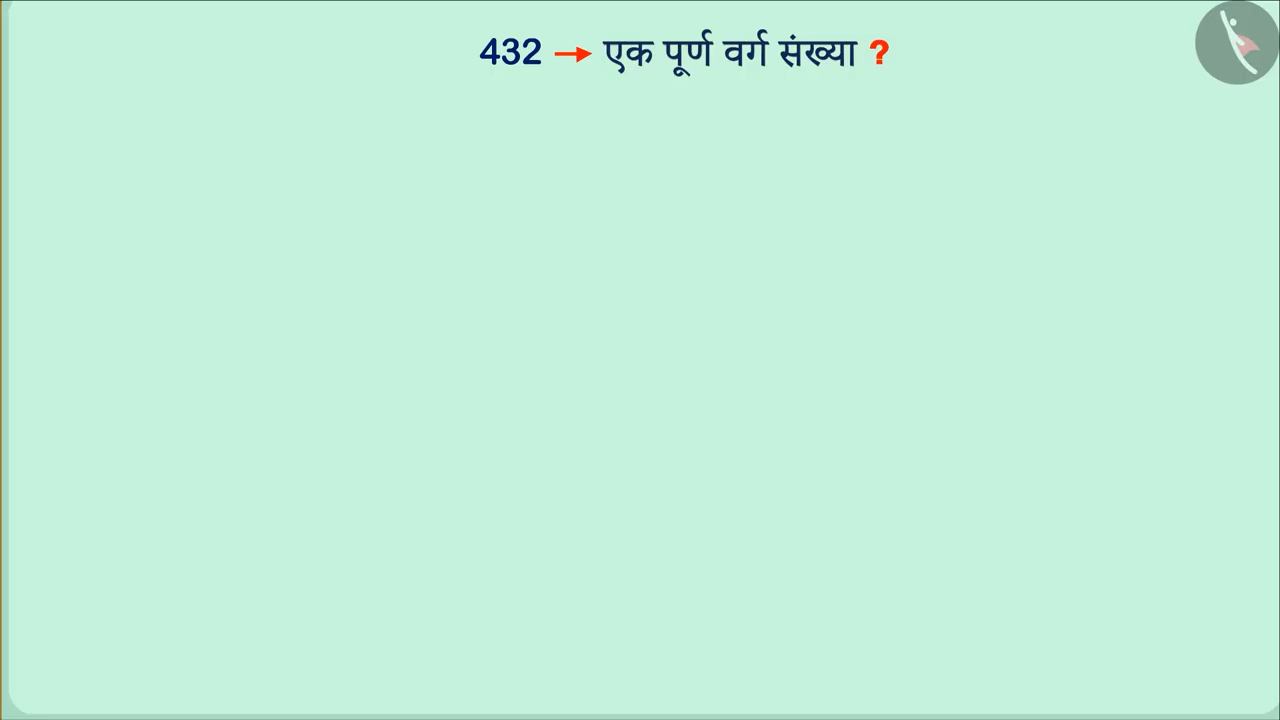 432 → एक पूर्ण वर्ग संख्या ?